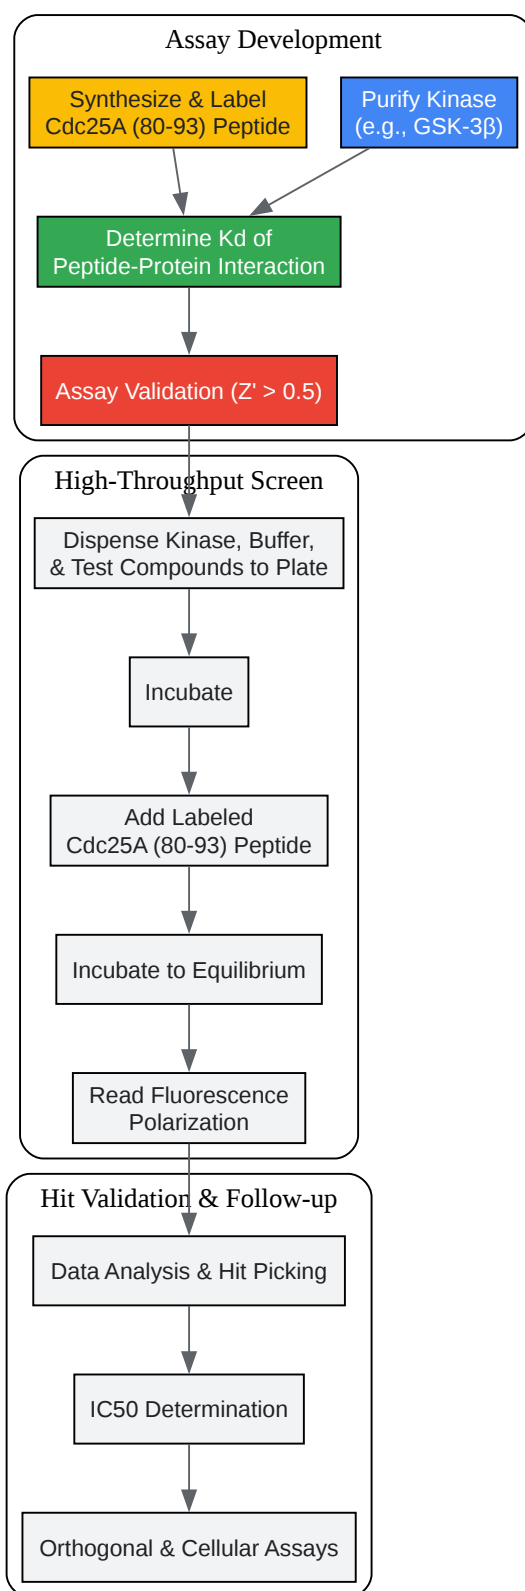 Assay Development
Synthesize & Label
Cdc25A (80-93) Peptide
Purify Kinase
(e.g., GSK-3β)
Determine Kd of
Peptide-Protein Interaction
Assay Validation (Z' > 0.5)
High-Throughput Screen
Dispense Kinase, Buffer,
& Test Compounds to Plate
Incubate
Add Labeled
Cdc25A (80-93) Peptide
Incubate to Equilibrium
Read Fluorescence
Polarization
Hit Validation & Follow-up
Data Analysis & Hit Picking
IC50 Determination
Orthogonal & Cellular Assays